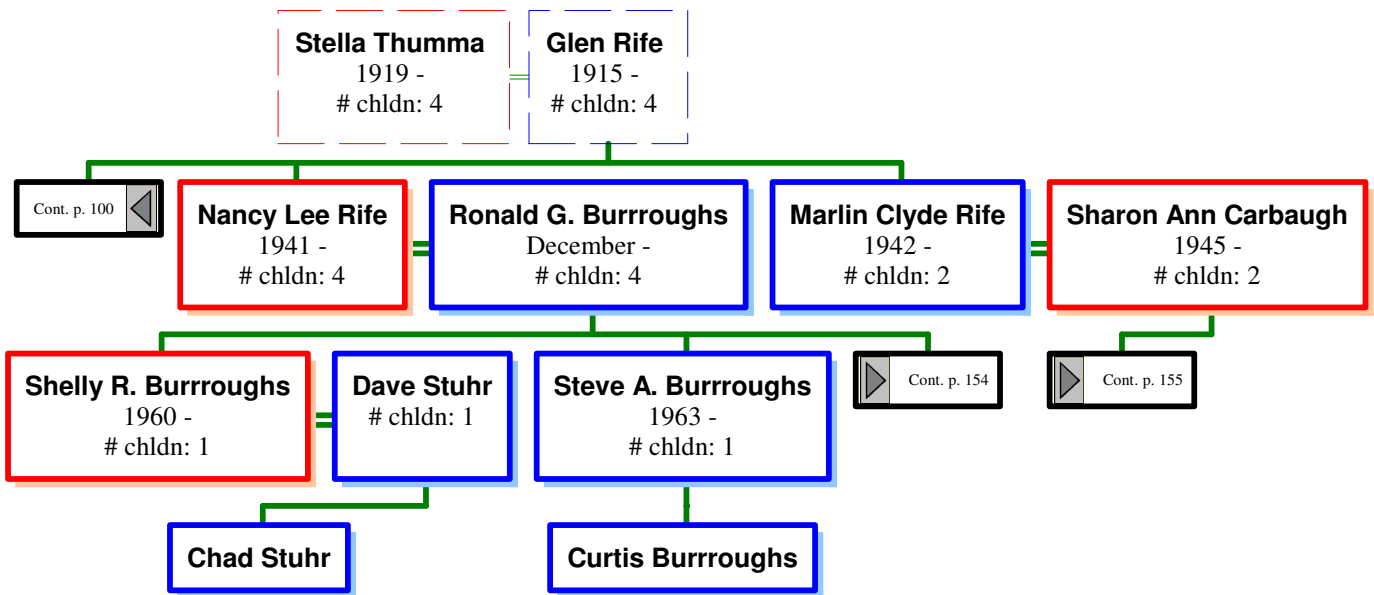 Stella Thumma
1919 -
# chldn: 4
Glen Rife
1915 -
# chldn: 4
Cont. p. 100
Nancy Lee Rife
1941 -
# chldn: 4
Ronald G. Burrroughs
December -
# chldn: 4
Marlin Clyde Rife
1942 -
# chldn: 2
Sharon Ann Carbaugh
1945 -
# chldn: 2
Shelly R. Burrroughs
1960 -
# chldn: 1
Dave Stuhr
# chldn: 1
Steve A. Burrroughs
1963 -
# chldn: 1
Cont. p. 154
Cont. p. 155
Chad Stuhr
Curtis Burrroughs